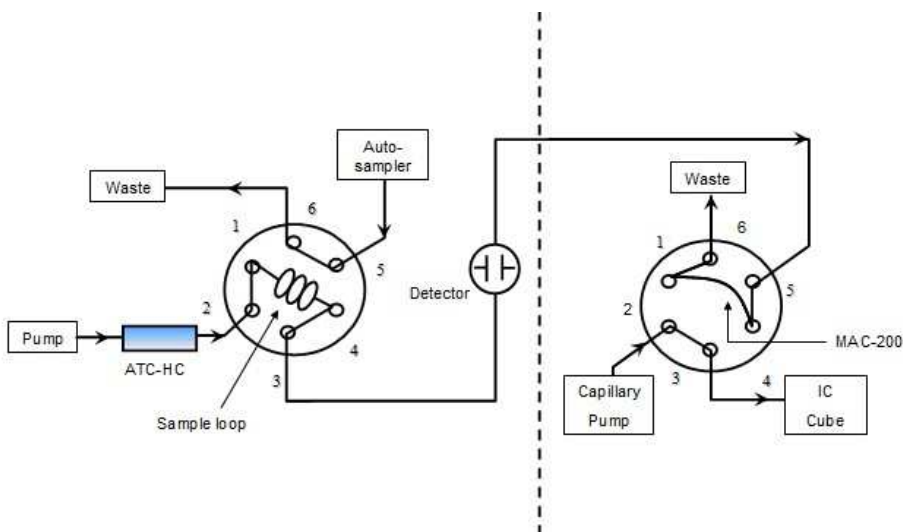 Auto-
sampler
Waste
6
1
5
2
Pump
ATC-HC
4
3
Sample loop
Detector
Waste
6
1
5
2
MAC-200
3
4
Capillary
Pump
IC
Cube